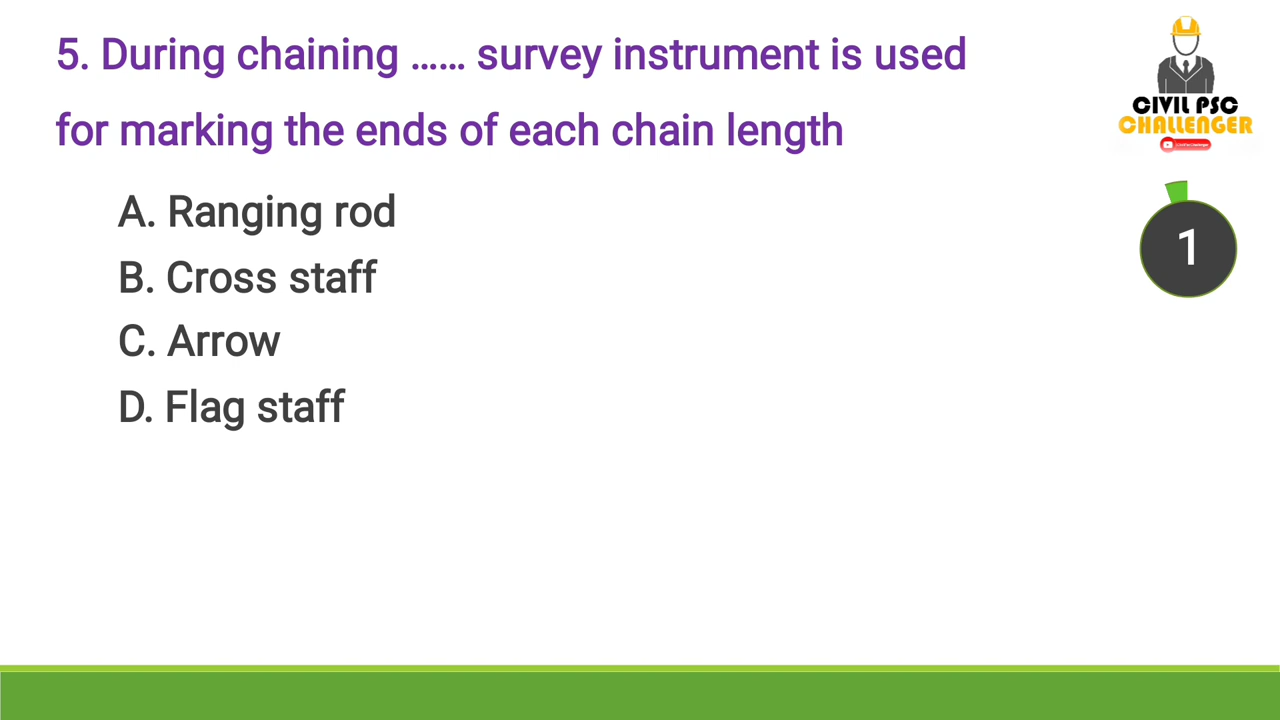 5. During chaining ...... survey instrument is used
for marking the ends of each chain length
A. Ranging rod
B. Cross staff
C. Arrow
D. Flag staff
CIVIL PSC
CHALLENGER
1